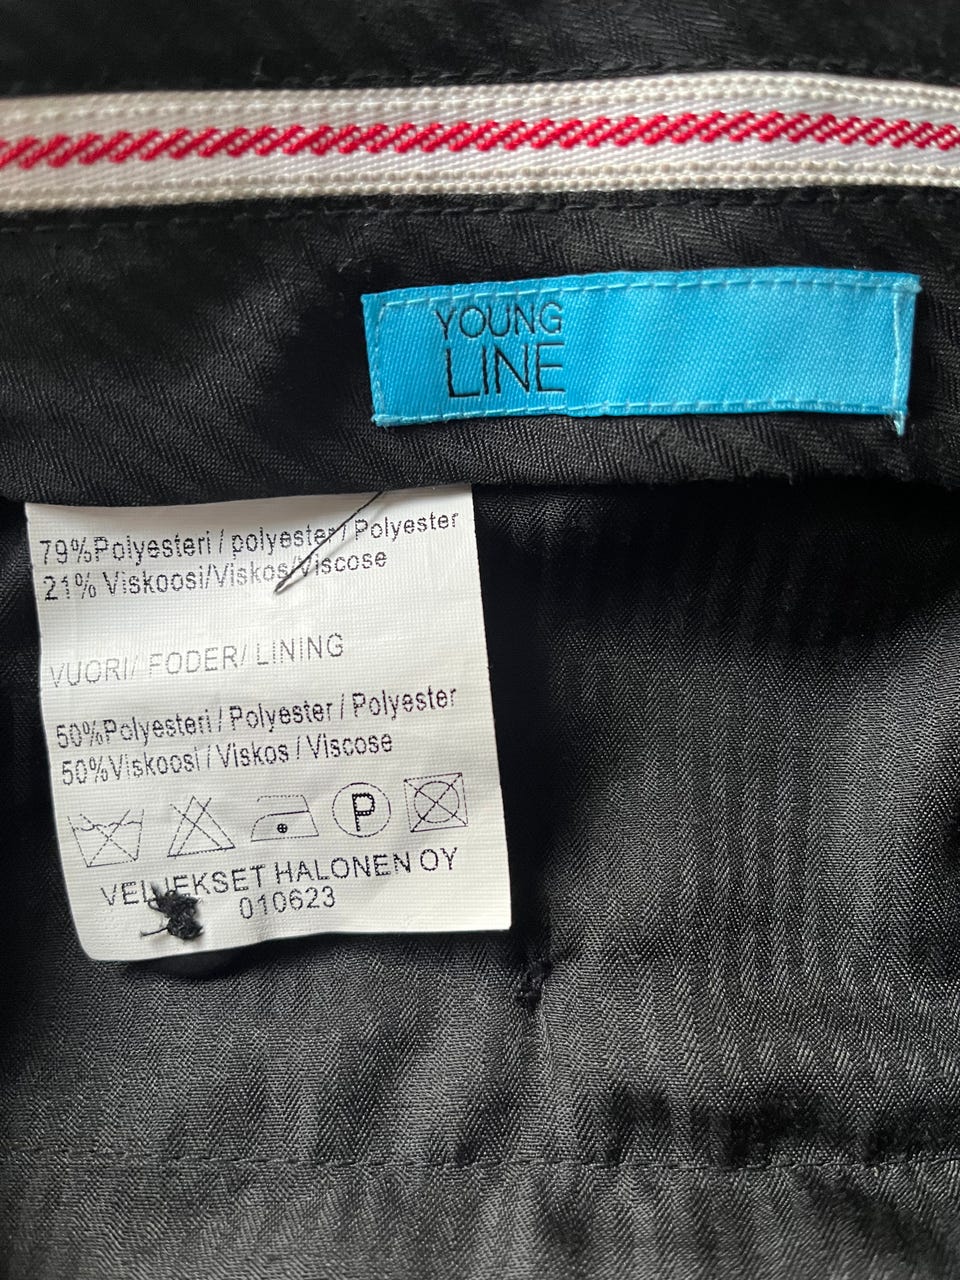 YOUNG
LINE
79%Polyesteri / polyester / Polyester
21% Viskoosi/Viskos/Viscose
VUORI/ FODER/ LINING
50%Polyesteri / Polyester / Polyester
50%Viskoosi / Viskos / Viscose
P
VELJEKSET HALONEN OY
010623